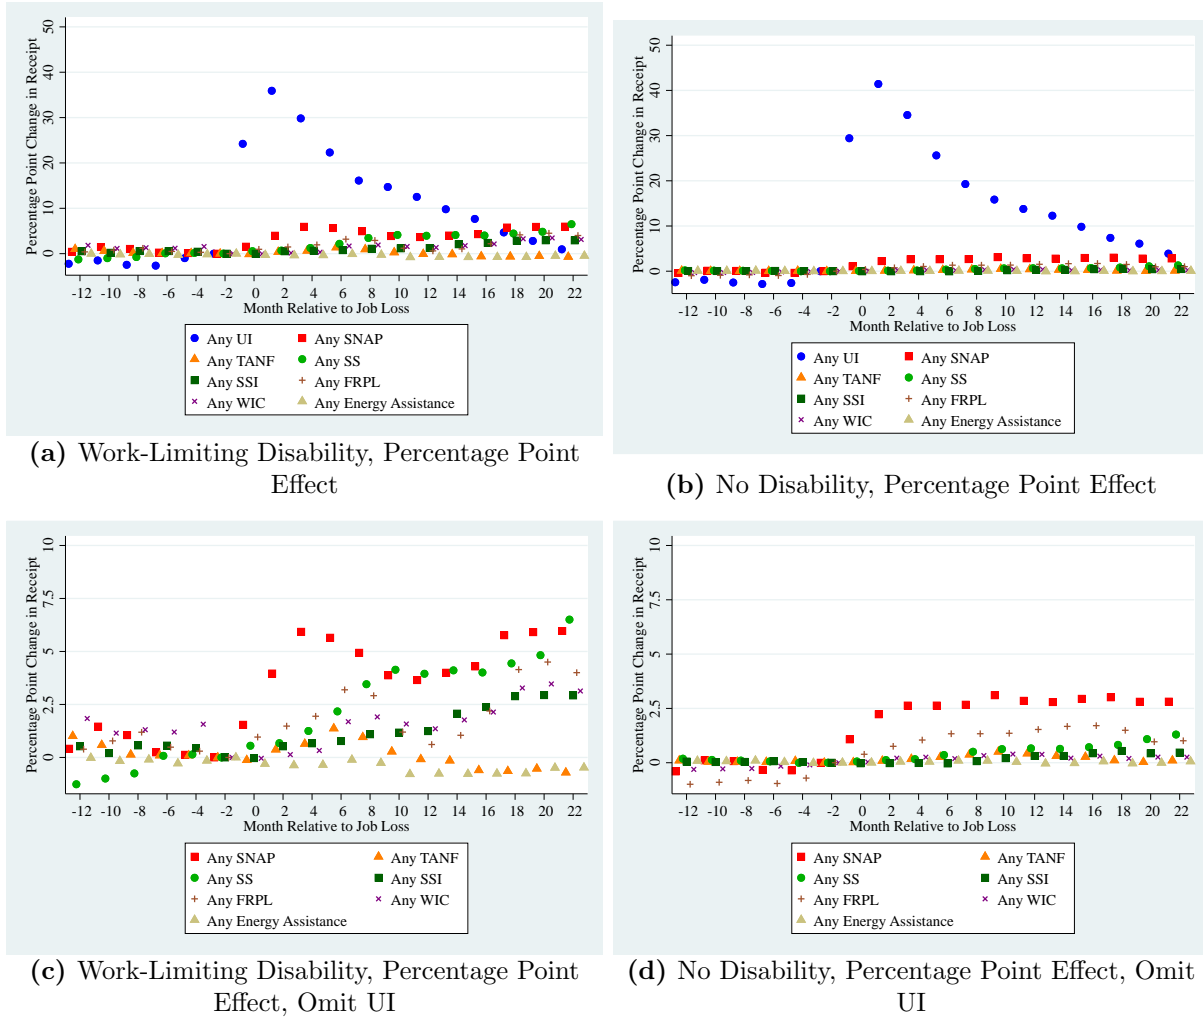 Percentage Point Change in Receipt
50
40
30
20
10
0
-12 -10 -8 -6 -4 -2 0 2 4 6 8 10 12 14 16 18 20 22
Month Relative to Job Loss
Any UI Any SNAP
Any TANF Any SS
Any SSI Any FRPL
Any WIC Any Energy Assistance
(a) Work-Limiting Disability, Percentage Point
Effect
Percentage Point Change in Receipt
50
40
30
20
10
0
-12 -10 -8 -6 -4 -2 0 2 4 6 8 10 12 14 16 18 20 22
Month Relative to Job Loss
Any UI Any SNAP
Any TANF Any SS
Any SSI Any FRPL
Any WIC Any Energy Assistance
(b) No Disability, Percentage Point Effect
Percentage Point Change in Receipt
10
7.5
5
2.5
0
-12 -10 -8 -6 -4 -2 0 2 4 6 8 10 12 14 16 18 20 22
Month Relative to Job Loss
Any SNAP Any TANF
Any SS Any SSI
Any FRPL Any WIC
Any Energy Assistance
(c) Work-Limiting Disability, Percentage Point
Effect, Omit UI
Percentage Point Change in Receipt
10
7.5
5
2.5
0
-12 -10 -8 -6 -4 -2 0 2 4 6 8 10 12 14 16 18 20 22
Month Relative to Job Loss
Any SNAP Any TANF
Any SS Any SSI
Any FRPL Any WIC
Any Energy Assistance
(d) No Disability, Percentage Point Effect, Omit
UI